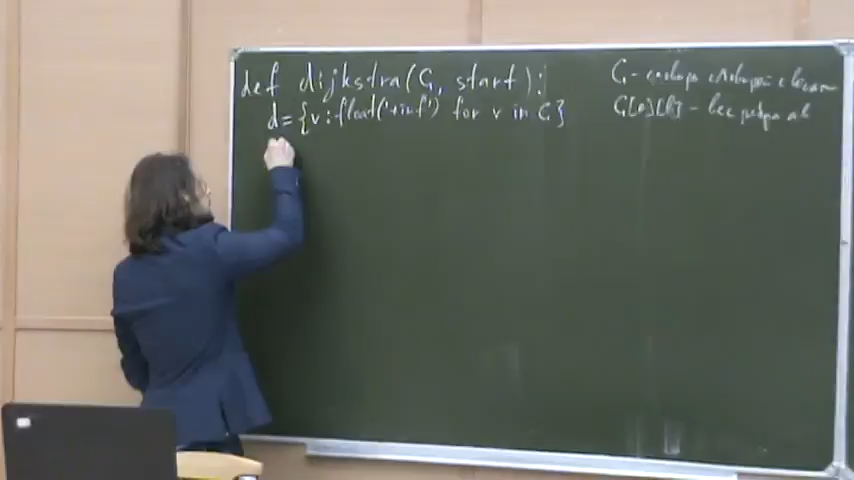 def dijkstra(G, start):
d={v:float('+inf') for v in G}
G - словарь словарей с весами
G[a][b] - вес ребра ab